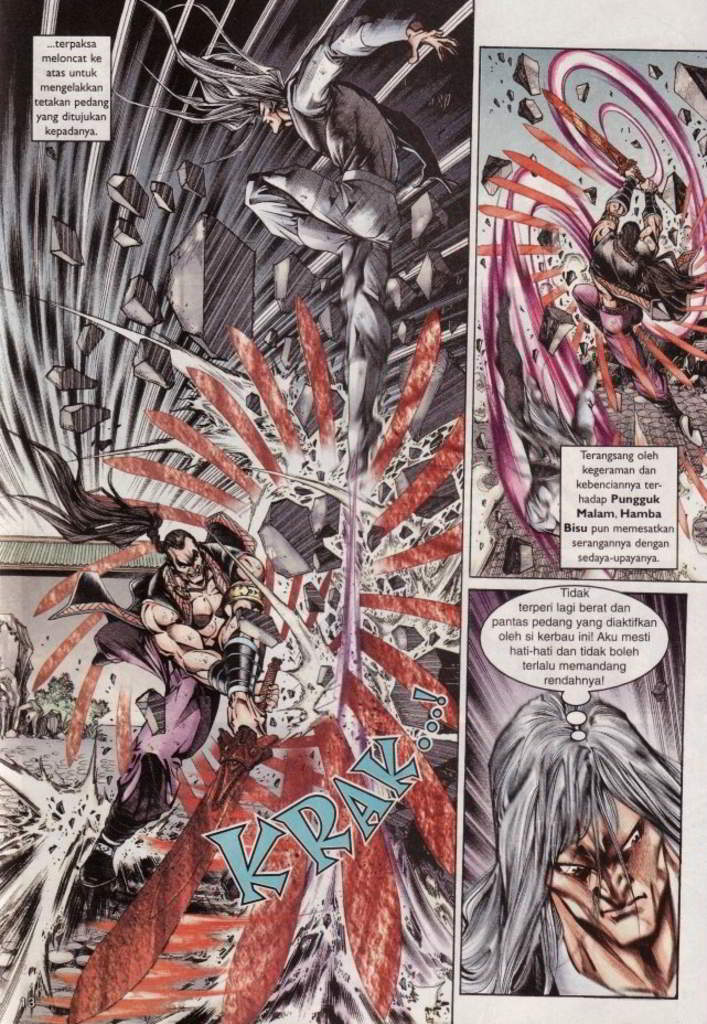 ...terpaksa
meloncat ke
atas untuk
mengelakkan
tetakan pedang
yang ditujukan
kepadanya.
Terangsang oleh
kegeraman dan
kebenciannya ter-
hadap Pungguk
Malam, Hamba
Bisu pun memesatkan
serangannya dengan
sedaya-upayanya.
Tidak
terperi lagi berat dan
pantas pedang yang diaktifkan
oleh si kerbau ini! Aku mesti
hati-hati dan tidak boleh
terlalu memandang
rendahnya!
KRAK...!
13